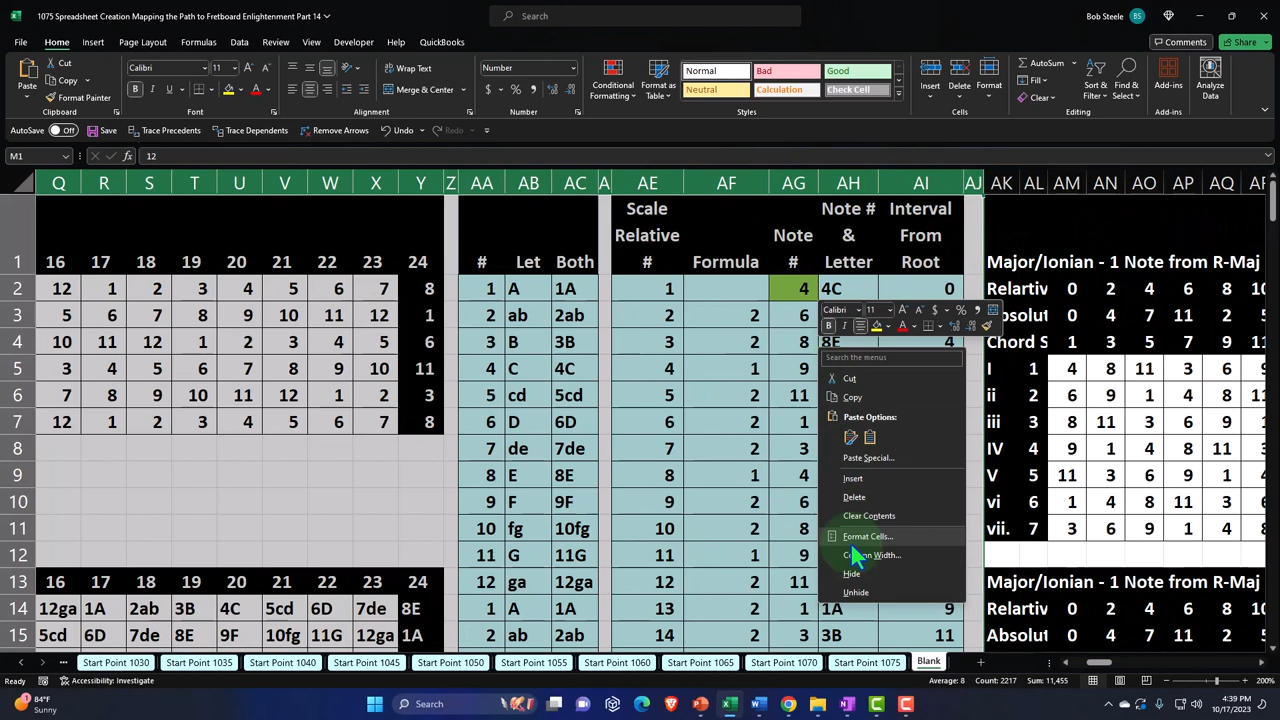 1075 Spreadsheet Creation Mapping the Path to Fretboard Enlightenment Part 14
Search
Bob Steele BS
File Home Insert Page Layout Formulas Data Review View Developer Help QuickBooks
Comments Share
Paste Cut Copy Format Painter
Calibri 11
B I U
Wrap Text
Merge & Center
Number
$ % 9
Conditional Formatting Format as Table
Normal Bad Good
Neutral Calculation Check Cell
Insert Delete Format
AutoSum Fill Clear
Sort & Filter Find & Select
Add-ins Analyze Data
Clipboard Font Alignment Number Styles Cells Editing Add-ins
AutoSave Off Save Trace Precedents Trace Dependents Remove Arrows Undo Redo
M1 fx 12
Q R S T U V W X Y Z AA AB AC A AE AF AG AH AI AJ AK AL AM AN AO AP AQ AR
Scale Note # Interval
Relative Note & From
1 16 17 18 19 20 21 22 23 24 # Let Both # Formula # Letter Root Major/Ionian - 1 Note from R-Maj
2 12 1 2 3 4 5 6 7 8 1 A 1A 1 4 4C 0 Relartiv 0 2 4 6 8 10
3 5 6 7 8 9 10 11 12 1 2 ab 2ab 2 2 6 Absolut 0 4 7 11 2
4 10 11 12 1 2 3 4 5 6 3 B 3B 3 2 8 8E 4 Chord S 1 3 5 7 9
5 3 4 5 6 7 8 9 10 11 4 C 4C 4 1 9 I 1 4 8 11 3 6
6 7 8 9 10 11 12 1 2 3 5 cd 5cd 5 2 11 ii 2 6 9 1 4 8
7 12 1 2 3 4 5 6 7 8 6 D 6D 6 2 1 iii 3 8 11 3 6 9
8 7 de 7de 7 2 3 IV 4 9 1 4 8 11
9 8 E 8E 8 1 4 V 5 11 3 6 9 1
10 9 F 9F 9 2 6 vi 6 1 4 8 11 3
11 10 fg 10fg 10 2 8 vii. 7 3 6 9 1 4
12 11 G 11G 11 1 9
13 16 17 18 19 20 21 22 23 24 12 ga 12ga 12 2 11 Major/Ionian - 1 Note from R-Maj
14 12ga 1A 2ab 3B 4C 5cd 6D 7de 8E 1 A 1A 13 2 1 1A 9 Relartiv 0 2 4 6 8 10
15 5cd 6D 7de 8E 9F 10fg 11G 12ga 1A 2 ab 2ab 14 2 3 3B 11 Absolut 0 4 7 11 2
Calibri 11
B I
Search the menus
Cut
Copy
Paste Options:
Paste Special...
Insert
Delete
Clear Contents
Format Cells...
Column Width...
Hide
Unhide
Start Point 1030 Start Point 1035 Start Point 1040 Start Point 1045 Start Point 1050 Start Point 1055 Start Point 1060 Start Point 1065 Start Point 1070 Start Point 1075 Blank
Ready Accessibility: Investigate Average: 8 Count: 2217 Sum: 11,455 200%
84°F
Sunny
Search
4:39 PM
10/17/2023